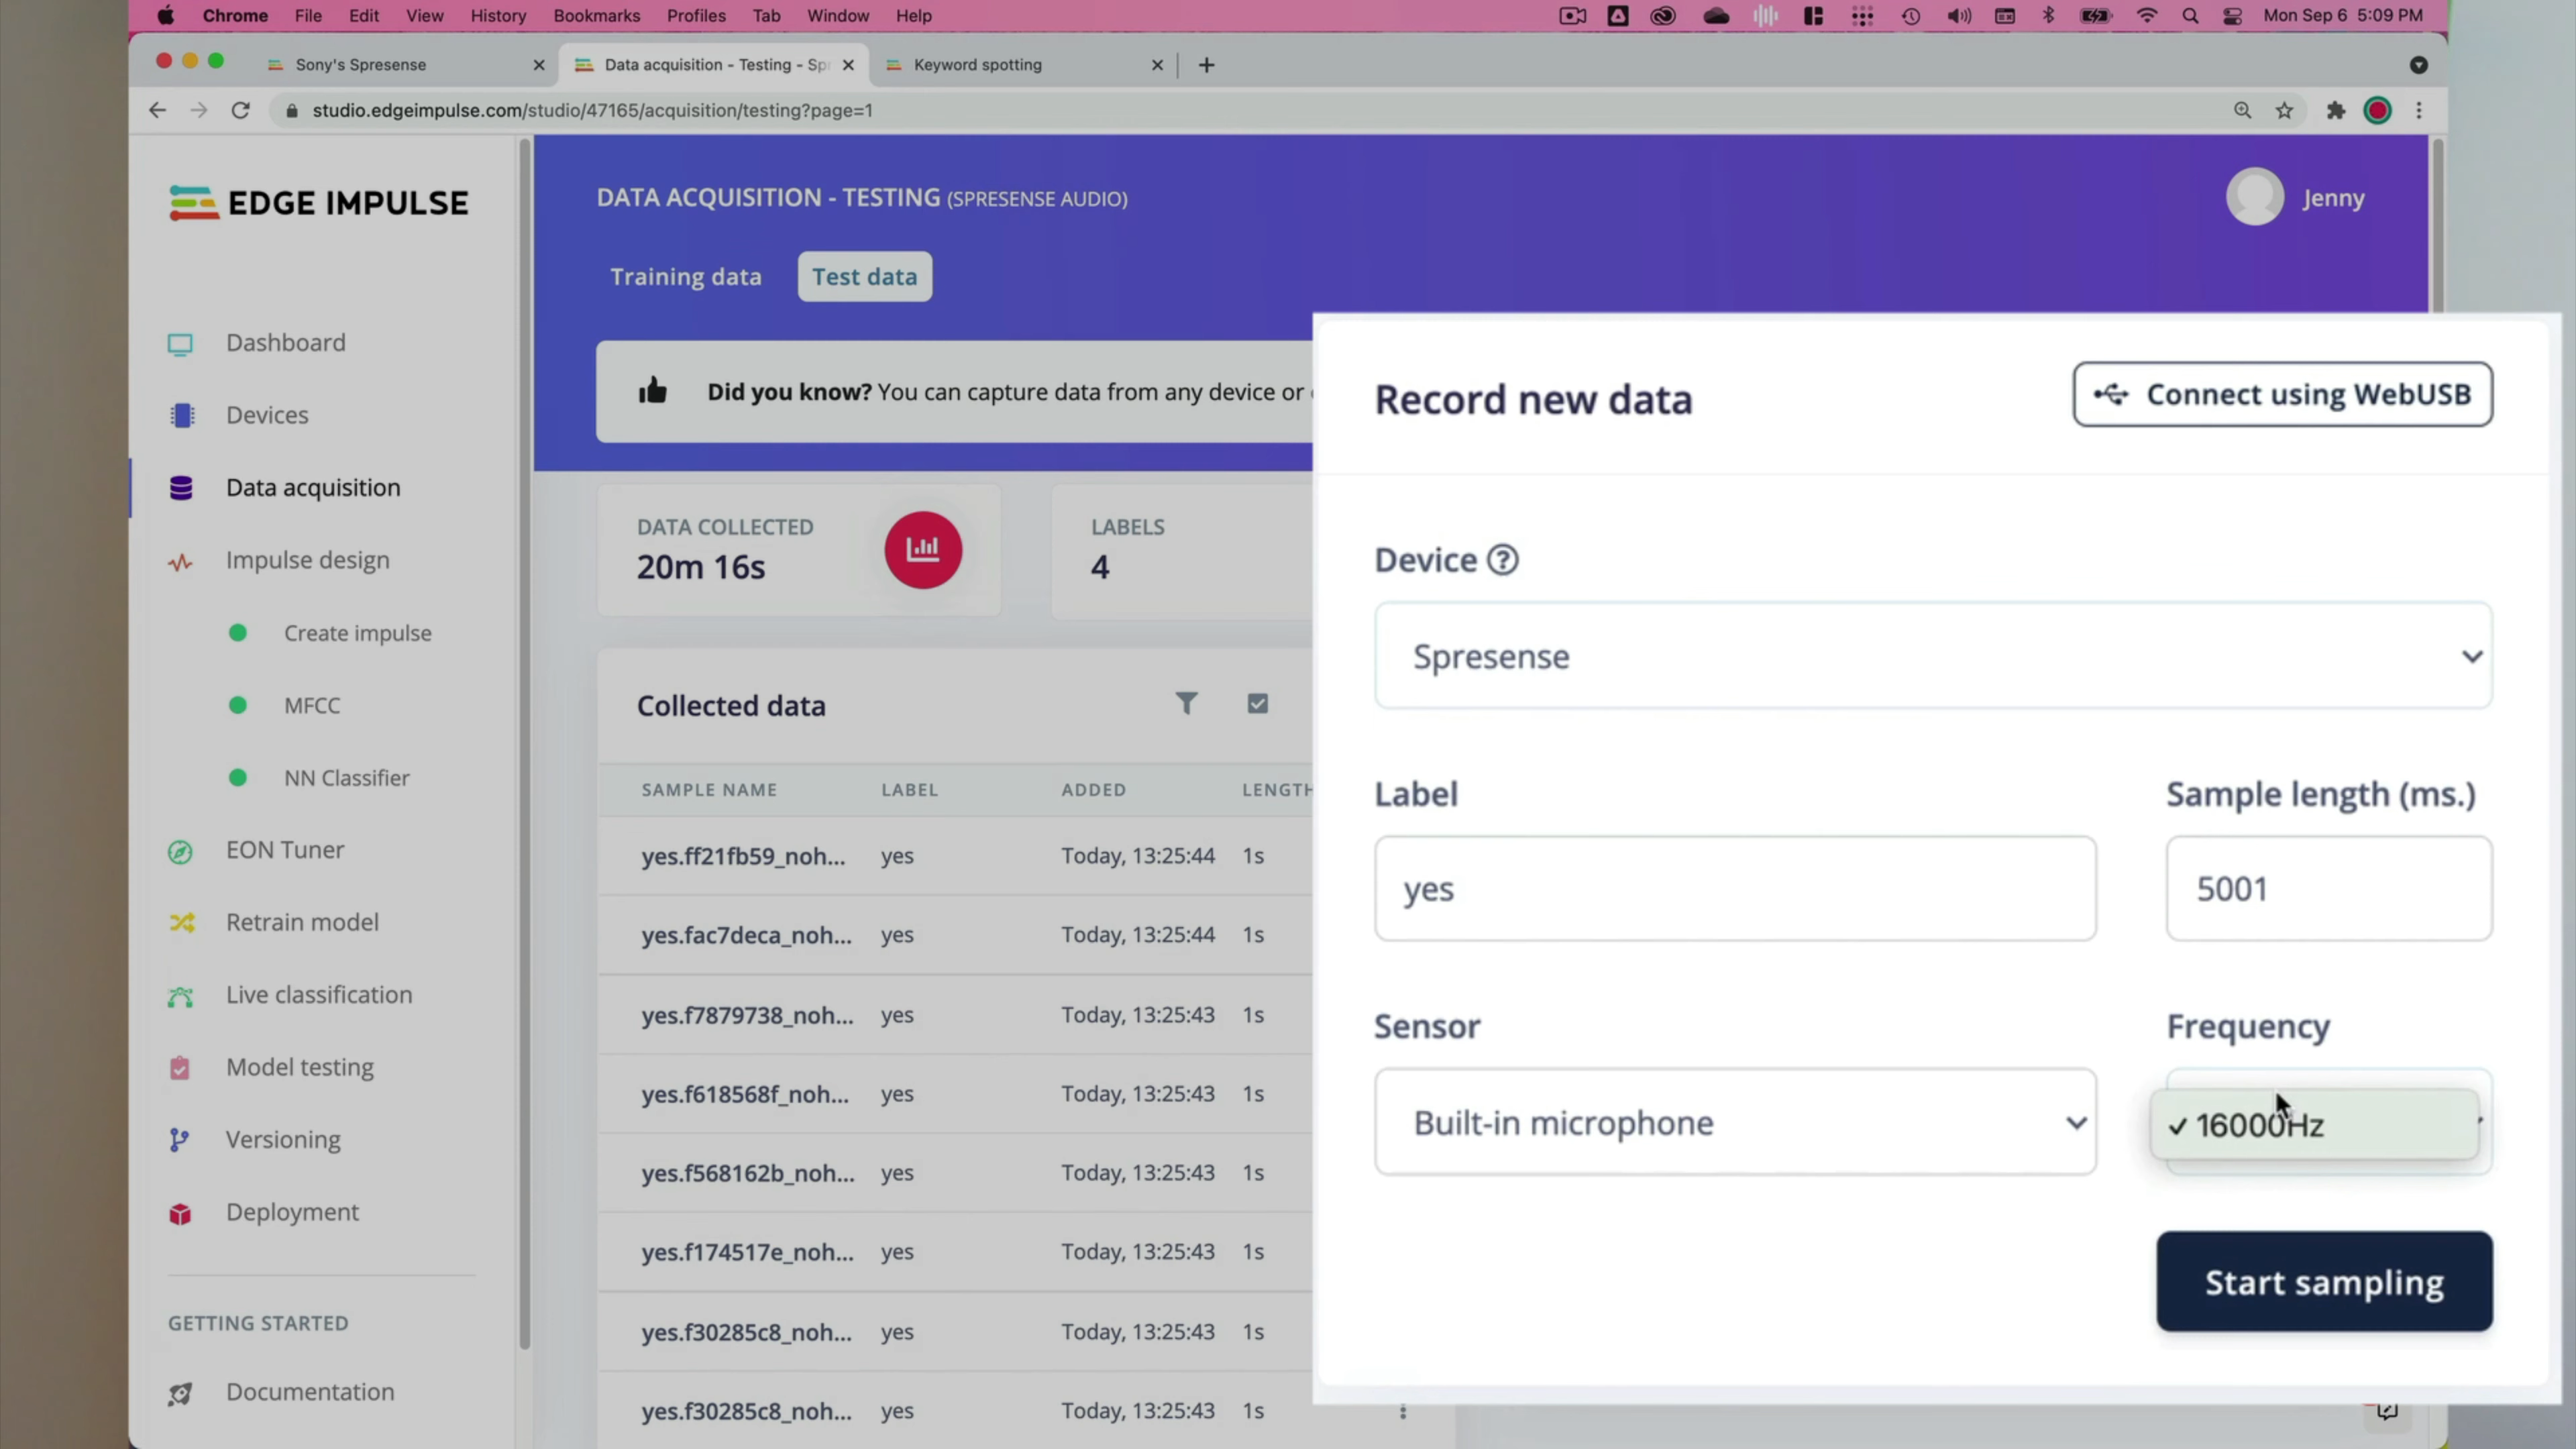 Chrome File Edit View History Bookmarks Profiles Tab Window Help Mon Sep 6 5:09 PM
Sony's Spresense Data acquisition - Testing - Spr Keyword spotting
studio.edgeimpulse.com/studio/47165/acquisition/testing?page=1
EDGE IMPULSE
Dashboard
Devices
Data acquisition
Impulse design
Create impulse
MFCC
NN Classifier
EON Tuner
Retrain model
Live classification
Model testing
Versioning
Deployment
GETTING STARTED
Documentation
DATA ACQUISITION - TESTING (SPRESENSE AUDIO)
Jenny
Training data Test data
Did you know? You can capture data from any device or
DATA COLLECTED
20m 16s
LABELS
4
Collected data
SAMPLE NAME LABEL ADDED LENGTH
yes.ff21fb59_noh... yes Today, 13:25:44 1s
yes.fac7deca_noh... yes Today, 13:25:44 1s
yes.f7879738_noh... yes Today, 13:25:43 1s
yes.f618568f_noh... yes Today, 13:25:43 1s
yes.f568162b_noh... yes Today, 13:25:43 1s
yes.f174517e_noh... yes Today, 13:25:43 1s
yes.f30285c8_noh... yes Today, 13:25:43 1s
yes.f30285c8_noh... yes Today, 13:25:43 1s
Record new data
Connect using WebUSB
Device ?
Spresense
Label Sample length (ms.)
yes 5001
Sensor Frequency
Built-in microphone ✓ 16000Hz
Start sampling